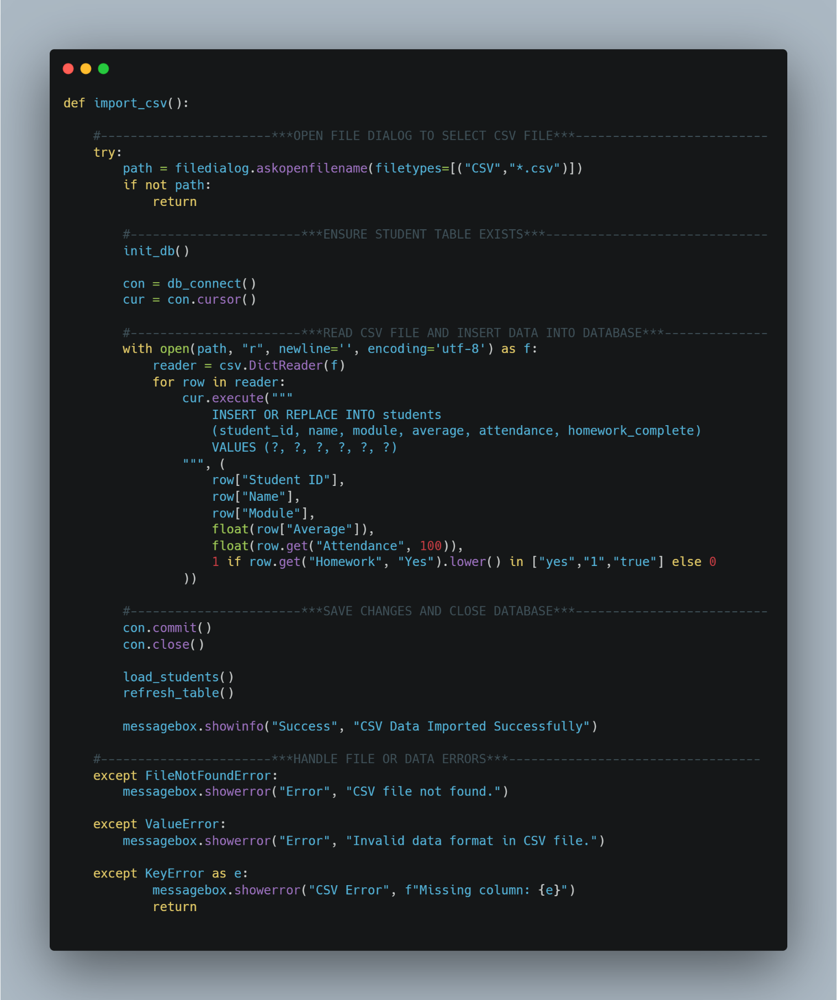 def import_csv():

    #-----------------------***OPEN FILE DIALOG TO SELECT CSV FILE***--------------------------
    try:
        path = filedialog.askopenfilename(filetypes=[("CSV","*.csv")])
        if not path:
            return

        #-----------------------***ENSURE STUDENT TABLE EXISTS***------------------------------
        init_db()

        con = db_connect()
        cur = con.cursor()

        #-----------------------***READ CSV FILE AND INSERT DATA INTO DATABASE***--------------
        with open(path, "r", newline='', encoding='utf-8') as f:
            reader = csv.DictReader(f)
            for row in reader:
                cur.execute("""
                    INSERT OR REPLACE INTO students
                    (student_id, name, module, average, attendance, homework_complete)
                    VALUES (?, ?, ?, ?, ?, ?)
                """, (
                    row["Student ID"],
                    row["Name"],
                    row["Module"],
                    float(row["Average"]),
                    float(row.get("Attendance", 100)),
                    1 if row.get("Homework", "Yes").lower() in ["yes","1","true"] else 0
                ))

        #-----------------------***SAVE CHANGES AND CLOSE DATABASE***--------------------------
        con.commit()
        con.close()

        load_students()
        refresh_table()

        messagebox.showinfo("Success", "CSV Data Imported Successfully")

    #-----------------------***HANDLE FILE OR DATA ERRORS***----------------------------------
    except FileNotFoundError:
        messagebox.showerror("Error", "CSV file not found.")

    except ValueError:
        messagebox.showerror("Error", "Invalid data format in CSV file.")

    except KeyError as e:
            messagebox.showerror("CSV Error", f"Missing column: {e}")
            return